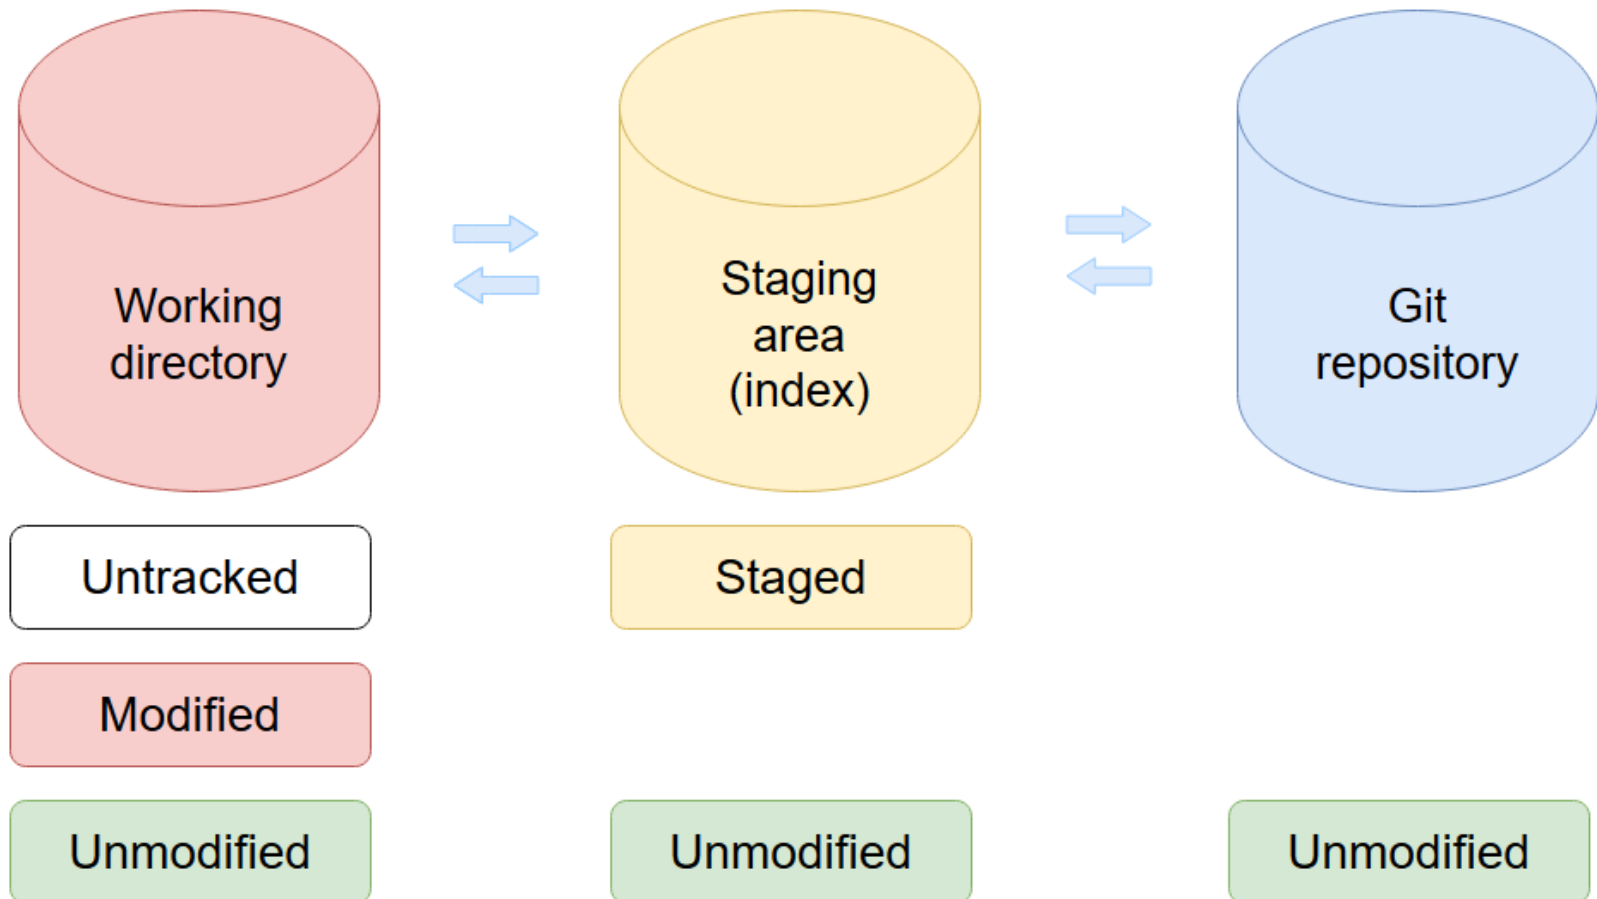 Working
directory
Staging
area
(index)
Git
repository
Untracked
Staged
Modified
Unmodified
Unmodified
Unmodified